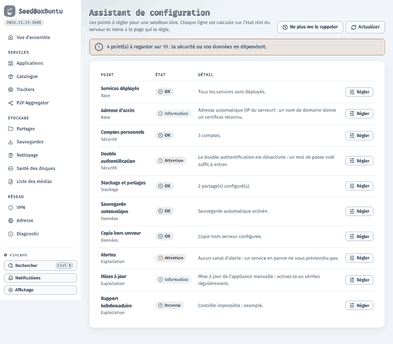 SeedBoxBuntu
Vue d'ensemble
SERVICES
Applications
Catalogue
Trackers
P2P Aggregator
STOCKAGE
Partages
Sauvegardes
Nettoyage
Santé des disques
Liste des médias
RÉSEAU
VPN
Adresse
Diagnostic
vincent
Rechercher Ctrl K
Notifications
Affichage
Assistant de configuration
Les points à régler pour une seedbox sûre. Chaque ligne est calculée sur l'état réel du
serveur et mène à la page qui la règle.
Ne plus me le rappeler
Actualiser
4 point(s) à regarder sur 10 : la sécurité ou vos données en dépendent.
POINT ÉTAT DÉTAIL
Services déployés
Base
OK
Tous les services sont déployés.
Régler
Adresse d'accès
Base
Information
Adresse automatique (IP du serveur) ; un nom de domaine donne
un certificat reconnu.
Régler
Comptes personnels
Sécurité
OK
3 comptes.
Régler
Double
authentification
Sécurité
Attention
La double authentification est désactivée : un mot de passe volé
suffit à entrer.
Régler
Stockage et partages
Stockage
OK
2 partage(s) configuré(s).
Régler
Sauvegarde
automatique
Données
OK
Sauvegarde automatique activée.
Régler
Copie hors serveur
Données
OK
Copie hors serveur configurée.
Régler
Alertes
Exploitation
Attention
Aucun canal d'alerte : un service en panne ne vous préviendra pas.
Régler
Mises à jour
Exploitation
Information
Mise à jour de l'appliance manuelle : activez-la ou vérifiez
régulièrement.
Régler
Rapport
hebdomadaire
Exploitation
Inconnu
Contrôle impossible : exemple.
Régler